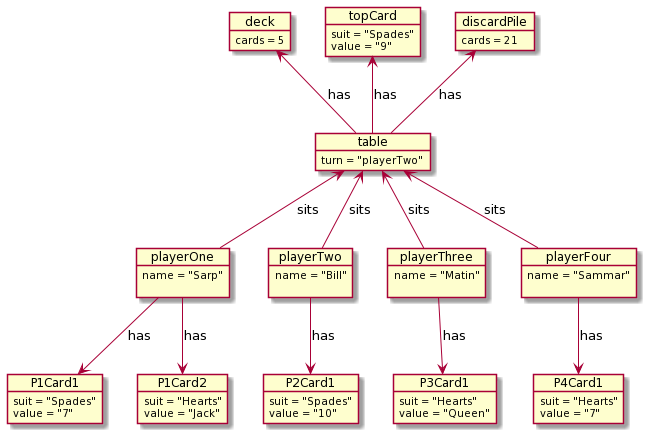 deck
cards = 5
topCard
suit = "Spades"
value = "9"
discardPile
cards = 21
has
has
has
table
turn = "playerTwo"
sits
sits
sits
sits
playerOne
name = "Sarp"
playerTwo
name = "Bill"
playerThree
name = "Matin"
playerFour
name = "Sammar"
has
has
has
has
has
P1Card1
suit = "Spades"
value = "7"
P1Card2
suit = "Hearts"
value = "Jack"
P2Card1
suit = "Spades"
value = "10"
P3Card1
suit = "Hearts"
value = "Queen"
P4Card1
suit = "Hearts"
value = "7"